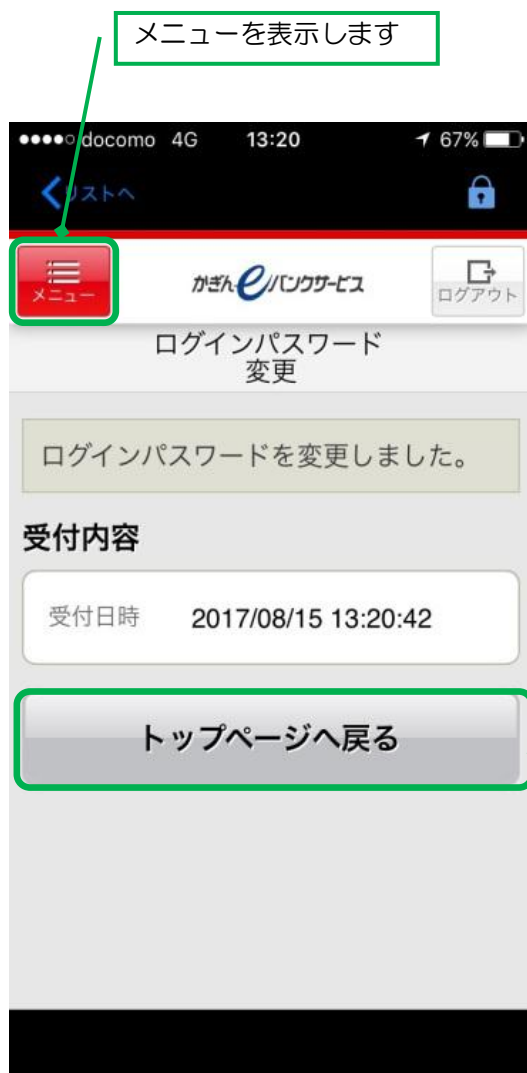 メニューを表示します
docomo 4G 13:20 67%
リストへ
メニュー
かぎんeバンクサービス
ログアウト
ログインパスワード
変更
ログインパスワードを変更しました。
受付内容
受付日時 2017/08/15 13:20:42
トップページへ戻る